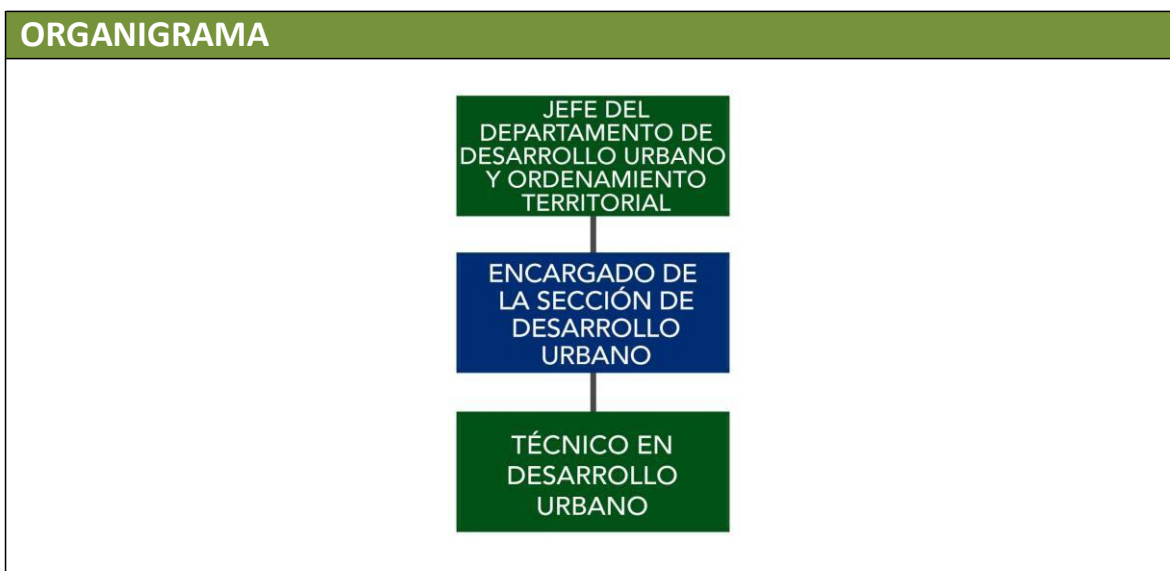 ORGANIGRAMA
JEFE DEL
DEPARTAMENTO DE
DESARROLLO URBANO
Y ORDENAMIENTO
TERRITORIAL
ENCARGADO DE
LA SECCIÓN DE
DESARROLLO
URBANO
TÉCNICO EN
DESARROLLO
URBANO